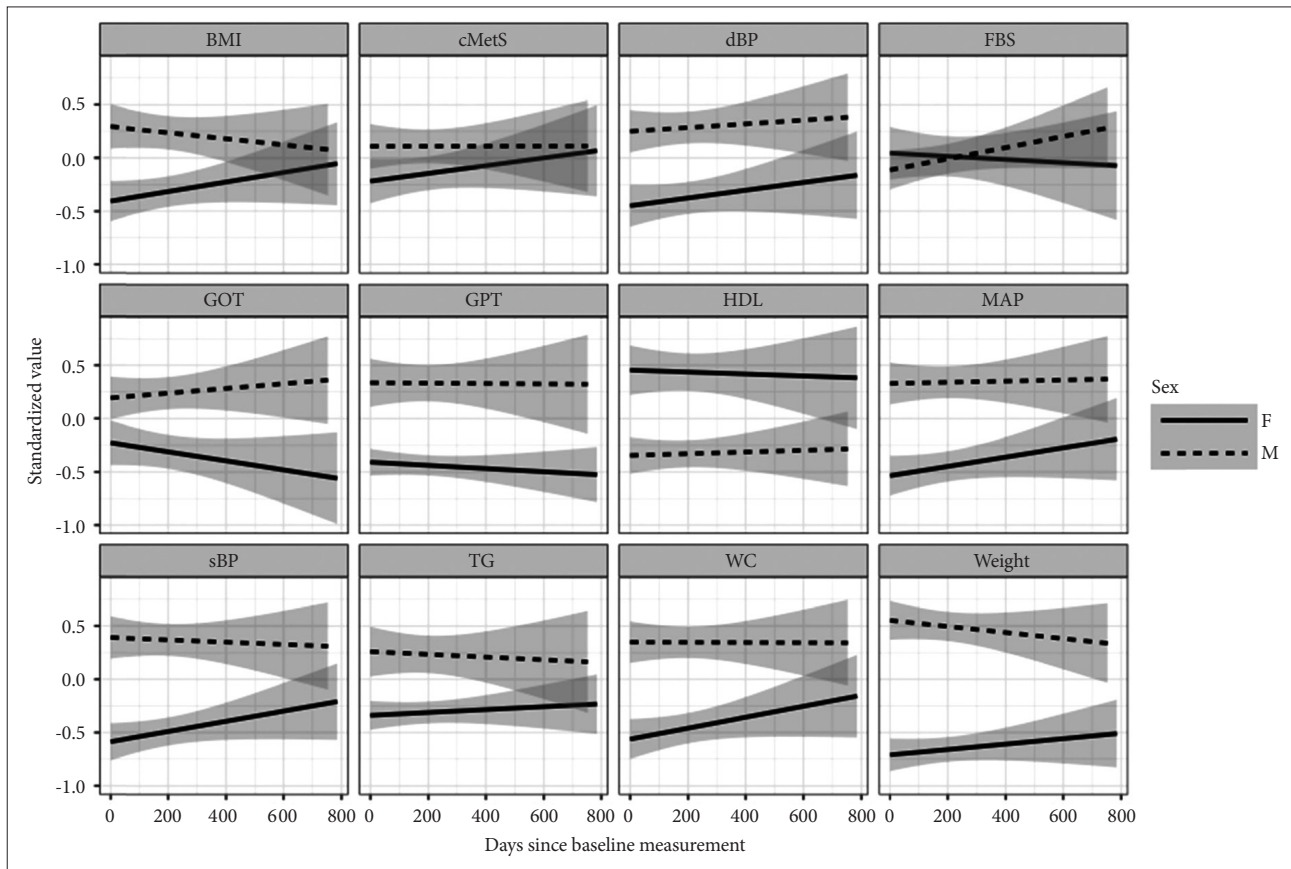 BMI cMetS dBP FBS
0.5
0.0
-0.5
-1.0
GOT GPT HDL MAP
0.5
0.0
-0.5
-1.0
sBP TG WC Weight
0.5
0.0
-0.5
-1.0
0 200 400 600 800 0 200 400 600 800 0 200 400 600 800 0 200 400 600 800
Days since baseline measurement
Standardized value
Sex
F
M